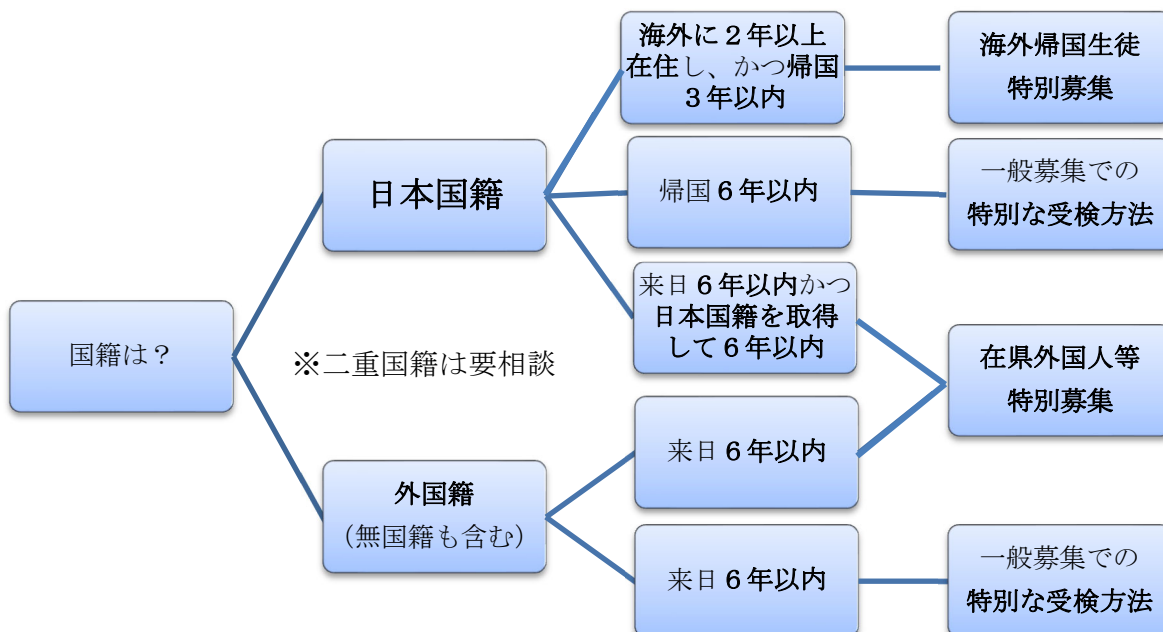 国籍は？
日本国籍
※二重国籍は要相談
外国籍
（無国籍も含む）
海外に２年以上
在住し、かつ帰国
３年以内
海外帰国生徒
特別募集
帰国６年以内
一般募集での
特別な受検方法
来日６年以内かつ
日本国籍を取得
して６年以内
在県外国人等
特別募集
来日６年以内
来日６年以内
一般募集での
特別な受検方法